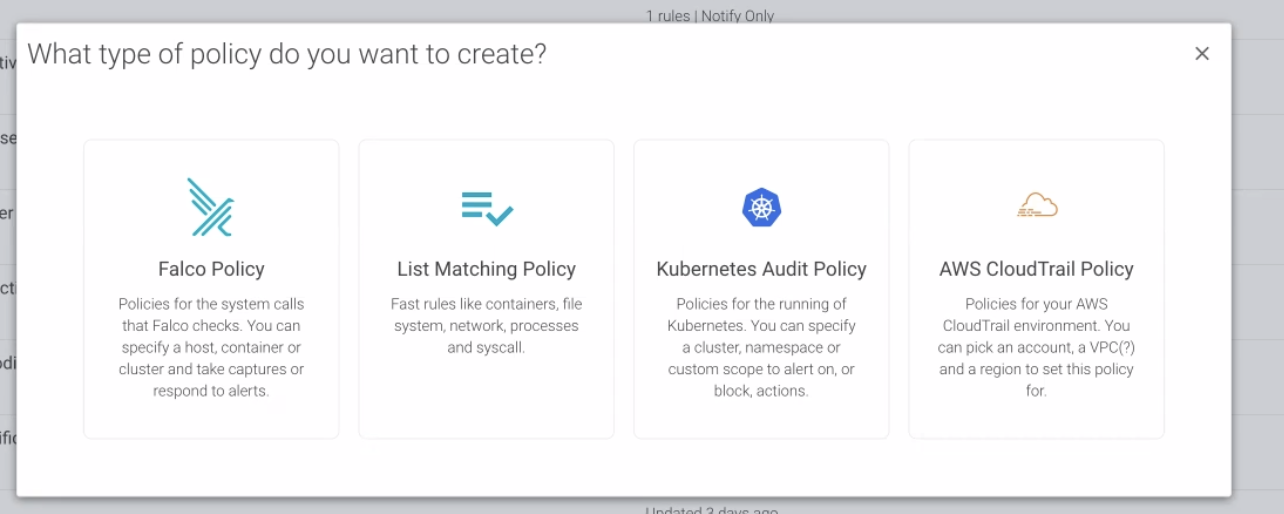 1 rules | Notify Only
What type of policy do you want to create?
tiv
se
er
cti
odi
ific
Falco Policy
Policies for the system calls
that Falco checks. You can
specify a host, container or
cluster and take captures or
respond to alerts.
List Matching Policy
Fast rules like containers, file
system, network, processes
and syscall.
Kubernetes Audit Policy
Policies for the running of
Kubernetes. You can specify
a cluster, namespace or
custom scope to alert on, or
block, actions.
AWS CloudTrail Policy
Policies for your AWS
CloudTrail environment. You
can pick an account, a VPC(?)
and a region to set this policy
for.
Updated 3 days ago